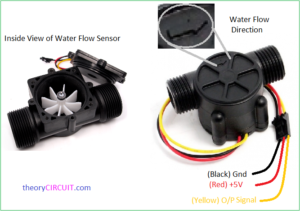 Inside View of Water Flow Sensor
Water Flow
Direction
(Black) Gnd
(Red) +5V
(Yellow) O/P Signal
theoryCIRCUIT.com